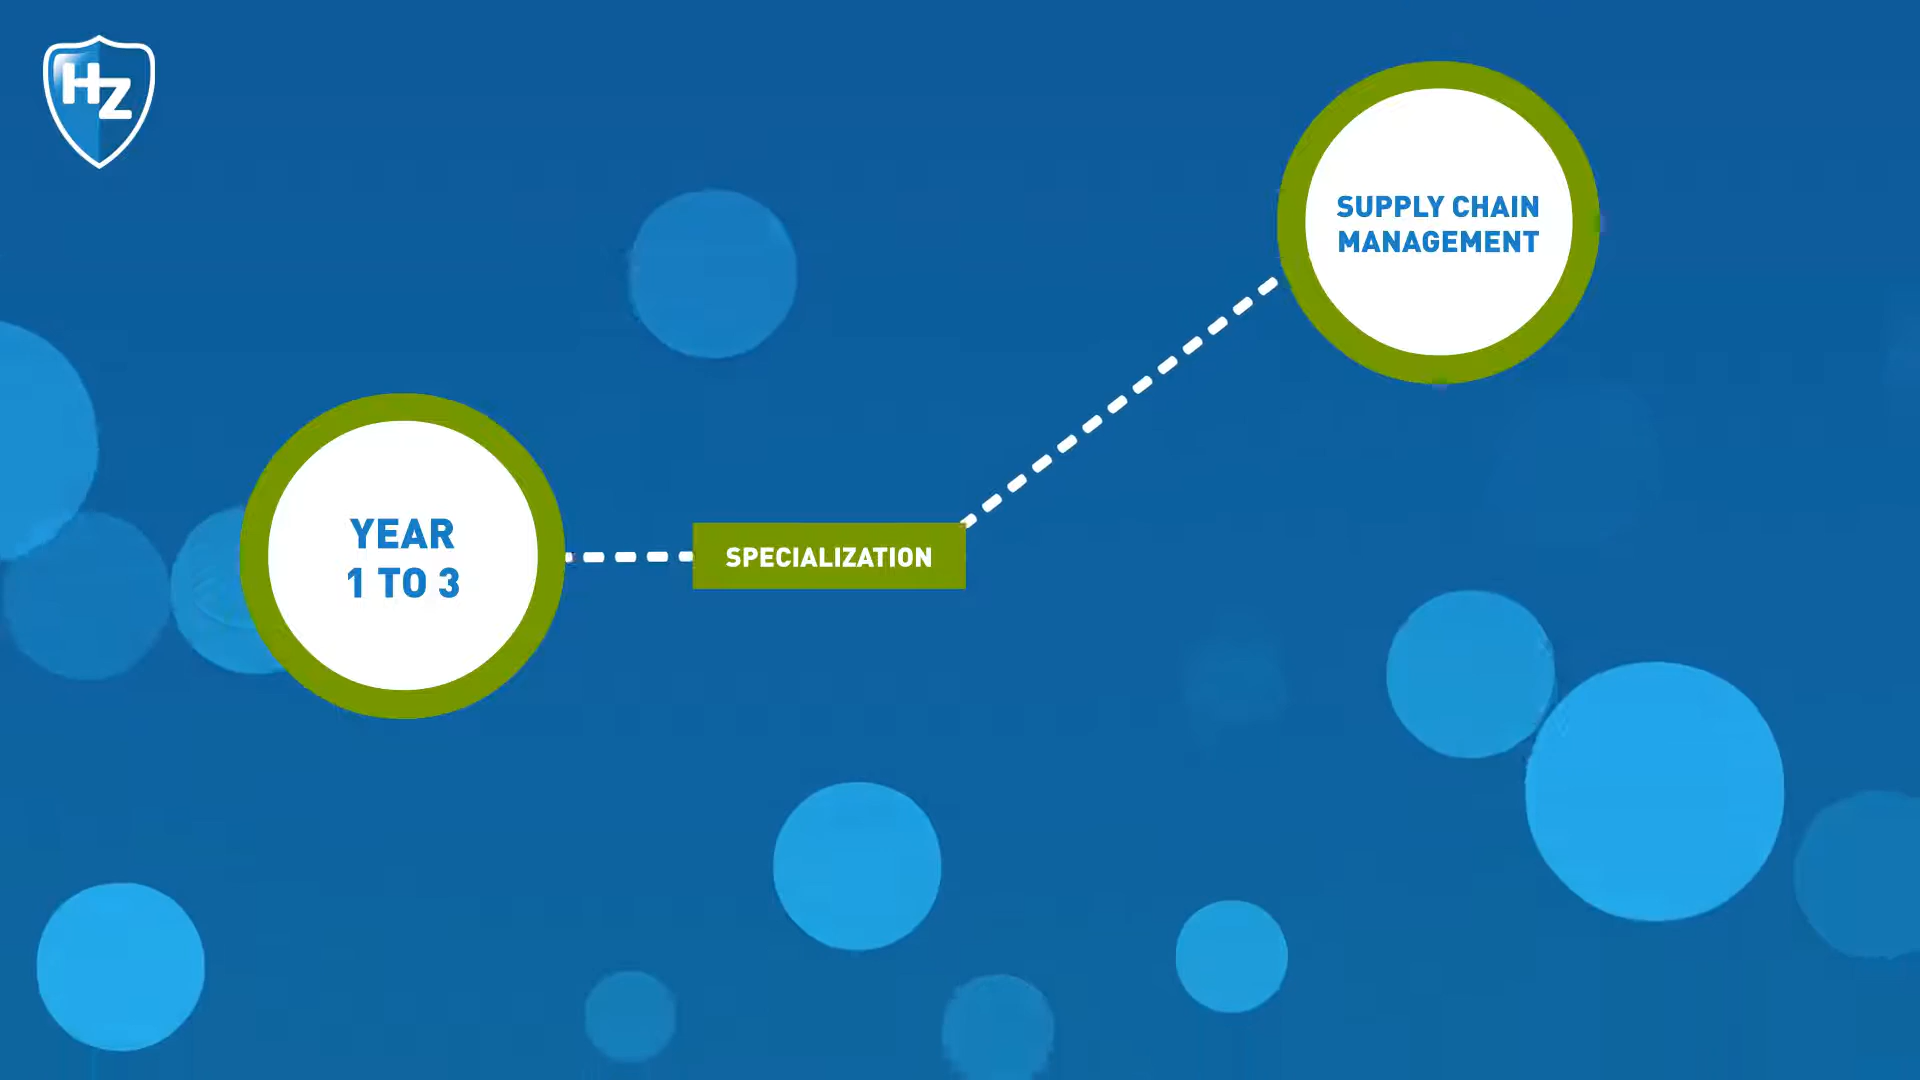 HZ
SUPPLY CHAIN
MANAGEMENT
YEAR
1 TO 3
SPECIALIZATION